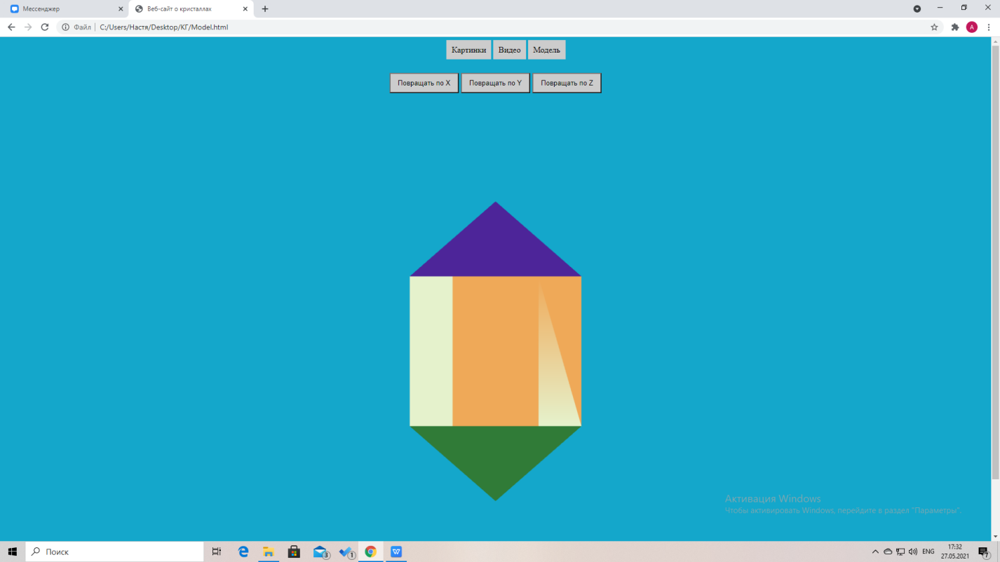 Мессенджер
Веб-сайт о кристаллах
Файл
C:/Users/Настя/Desktop/КГ/Model.html
A
Картинки Видео Модель
Повращать по X Повращать по Y Повращать по Z
Активация Windows
Чтобы активировать Windows, перейдите в раздел "Параметры".
Поиск
3
1
W
ENG
17:32
27.05.2021
7